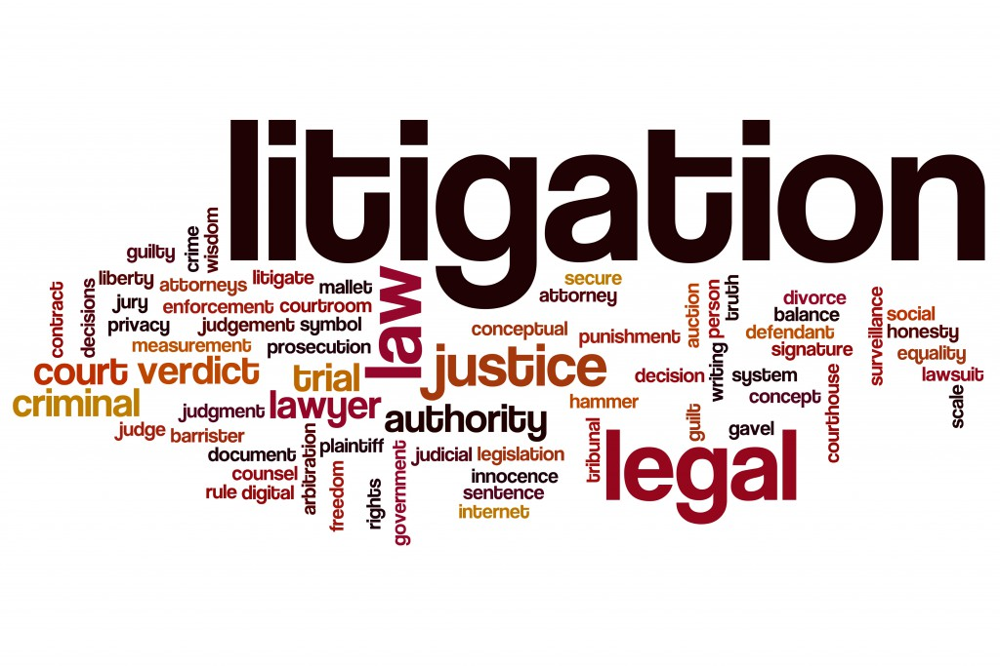 litigation
wisdom
crime
guilty
liberty
attorneys
litigate
mallet
law
secure
attorney
contract
decisions
jury
enforcement
courtroom
privacy
judgement
symbol
measurement
prosecution
conceptual
punishment
auction
person
truth
divorce
balance
defendant
signature
surveillance
social
honesty
equality
lawsuit
scale
court
verdict
trial
justice
decision
writing
system
concept
courthouse
criminal
judgment
lawyer
authority
hammer
guilt
gavel
judge
barrister
document
arbitration
plaintiff
government
judicial
legislation
tribunal
legal
counsel
rule
digital
freedom
rights
innocence
sentence
internet